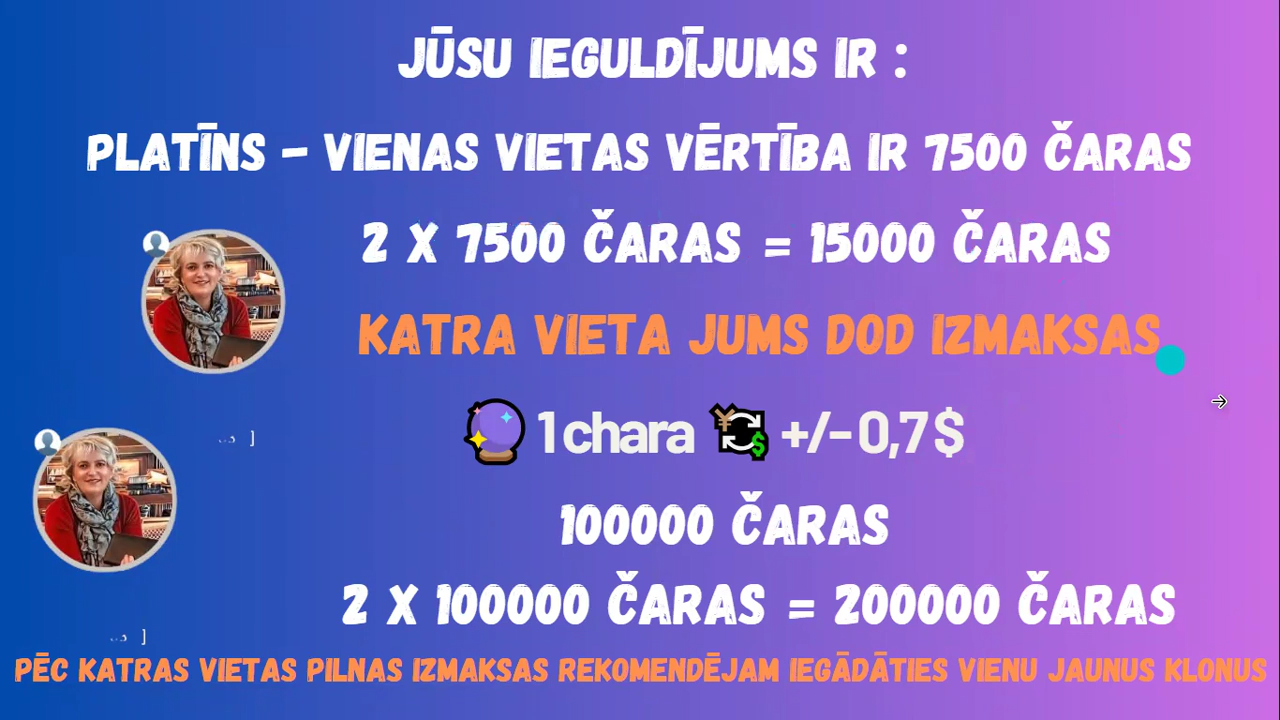 JŪSU IEGULDĪJUMS IR :
PLATĪNS - VIENAS VIETAS VĒRTĪBA IR 7500 ČARAS
2 X 7500 ČARAS = 15000 ČARAS
KATRA VIETA JUMS DOD IZMAKSAS
1 chara +/- 0,7$
100000 ČARAS
2 X 100000 ČARAS = 200000 ČARAS
PĒC KATRAS VIETAS PILNAS IZMAKSAS REKOMENDĒJAM IEGĀDĀTIES VIENU JAUNUS KLONUS